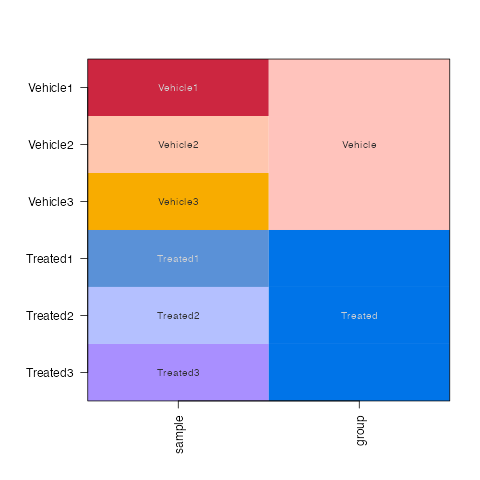 Vehicle1 Vehicle1
Vehicle2 Vehicle2 Vehicle
Vehicle3 Vehicle3
Treated1 Treated1
Treated2 Treated2 Treated
Treated3 Treated3
sample group